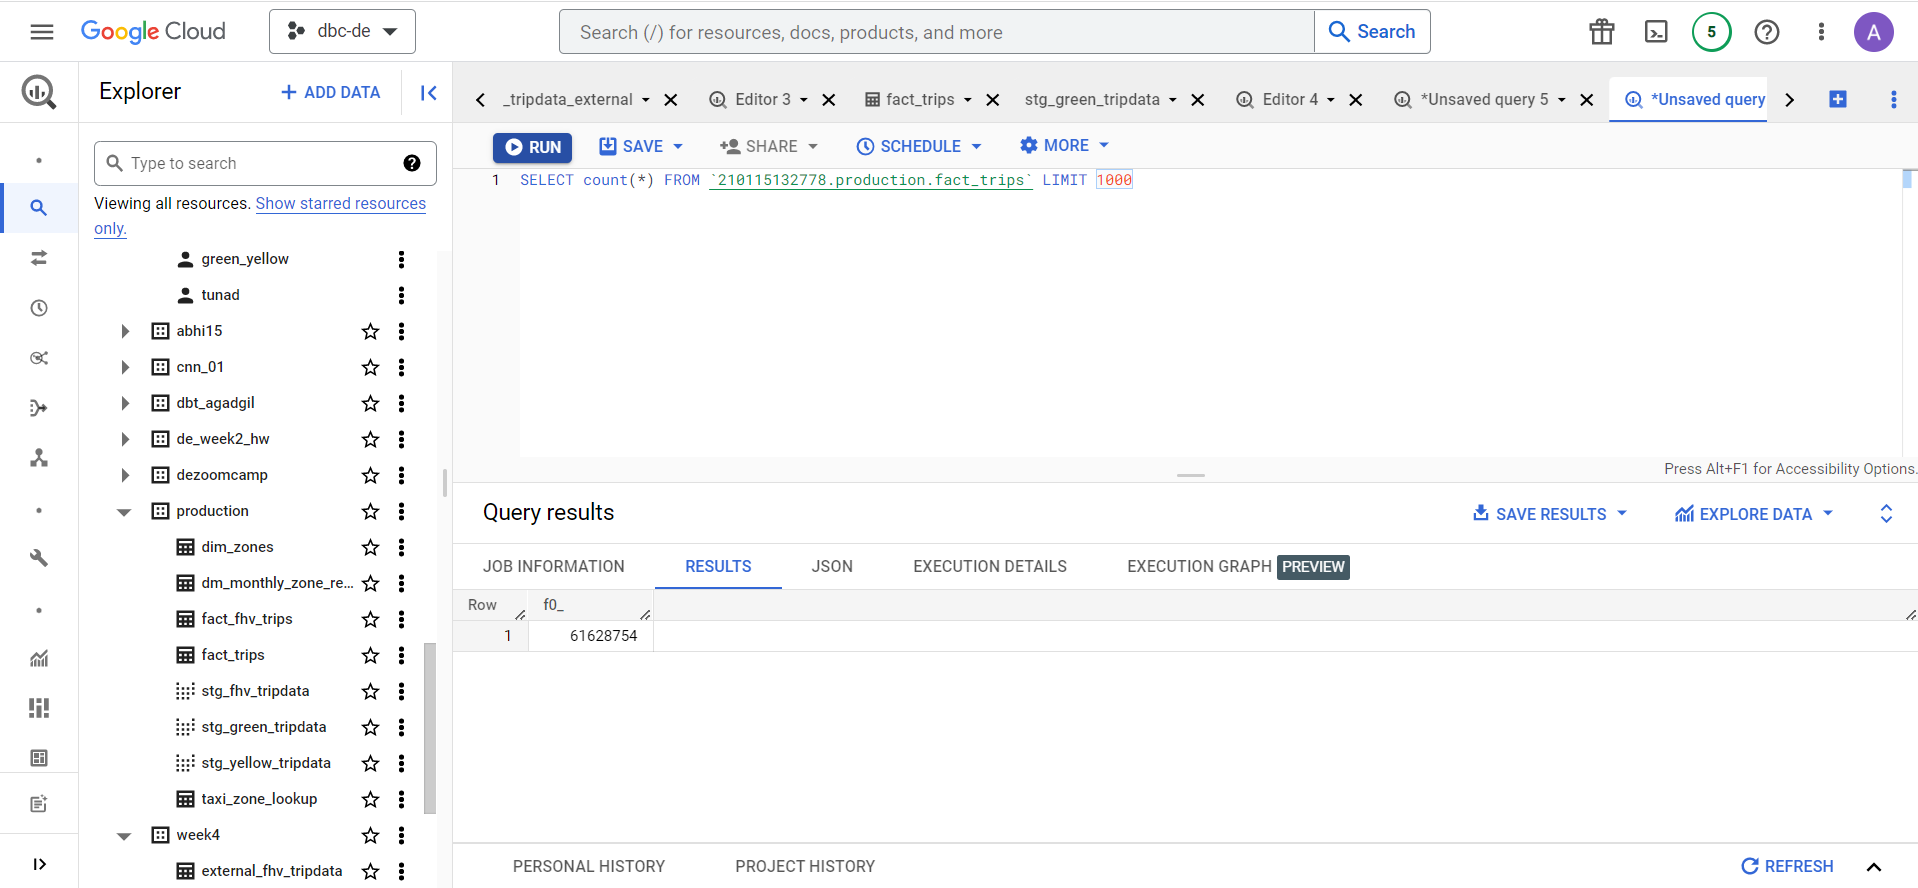 Google Cloud
dbc-de
Search (/) for resources, docs, products, and more
Search
5
A
Explorer
ADD DATA
_tripdata_external
Editor 3
fact_trips
stg_green_tripdata
Editor 4
*Unsaved query 5
*Unsaved query
RUN
SAVE
SHARE
SCHEDULE
MORE
Type to search
Viewing all resources. Show starred resources
only.
green_yellow
tunad
abhi15
cnn_01
dbt_agadgil
de_week2_hw
dezoomcamp
production
dim_zones
dm_monthly_zone_re...
fact_fhv_trips
fact_trips
stg_fhv_tripdata
stg_green_tripdata
stg_yellow_tripdata
taxi_zone_lookup
week4
external_fhv_tripdata
1 SELECT count(*) FROM `210115132778.production.fact_trips` LIMIT 1000
Press Alt+F1 for Accessibility Options.
Query results
SAVE RESULTS
EXPLORE DATA
JOB INFORMATION
RESULTS
JSON
EXECUTION DETAILS
EXECUTION GRAPH PREVIEW
Row f0_
1 61628754
PERSONAL HISTORY
PROJECT HISTORY
REFRESH